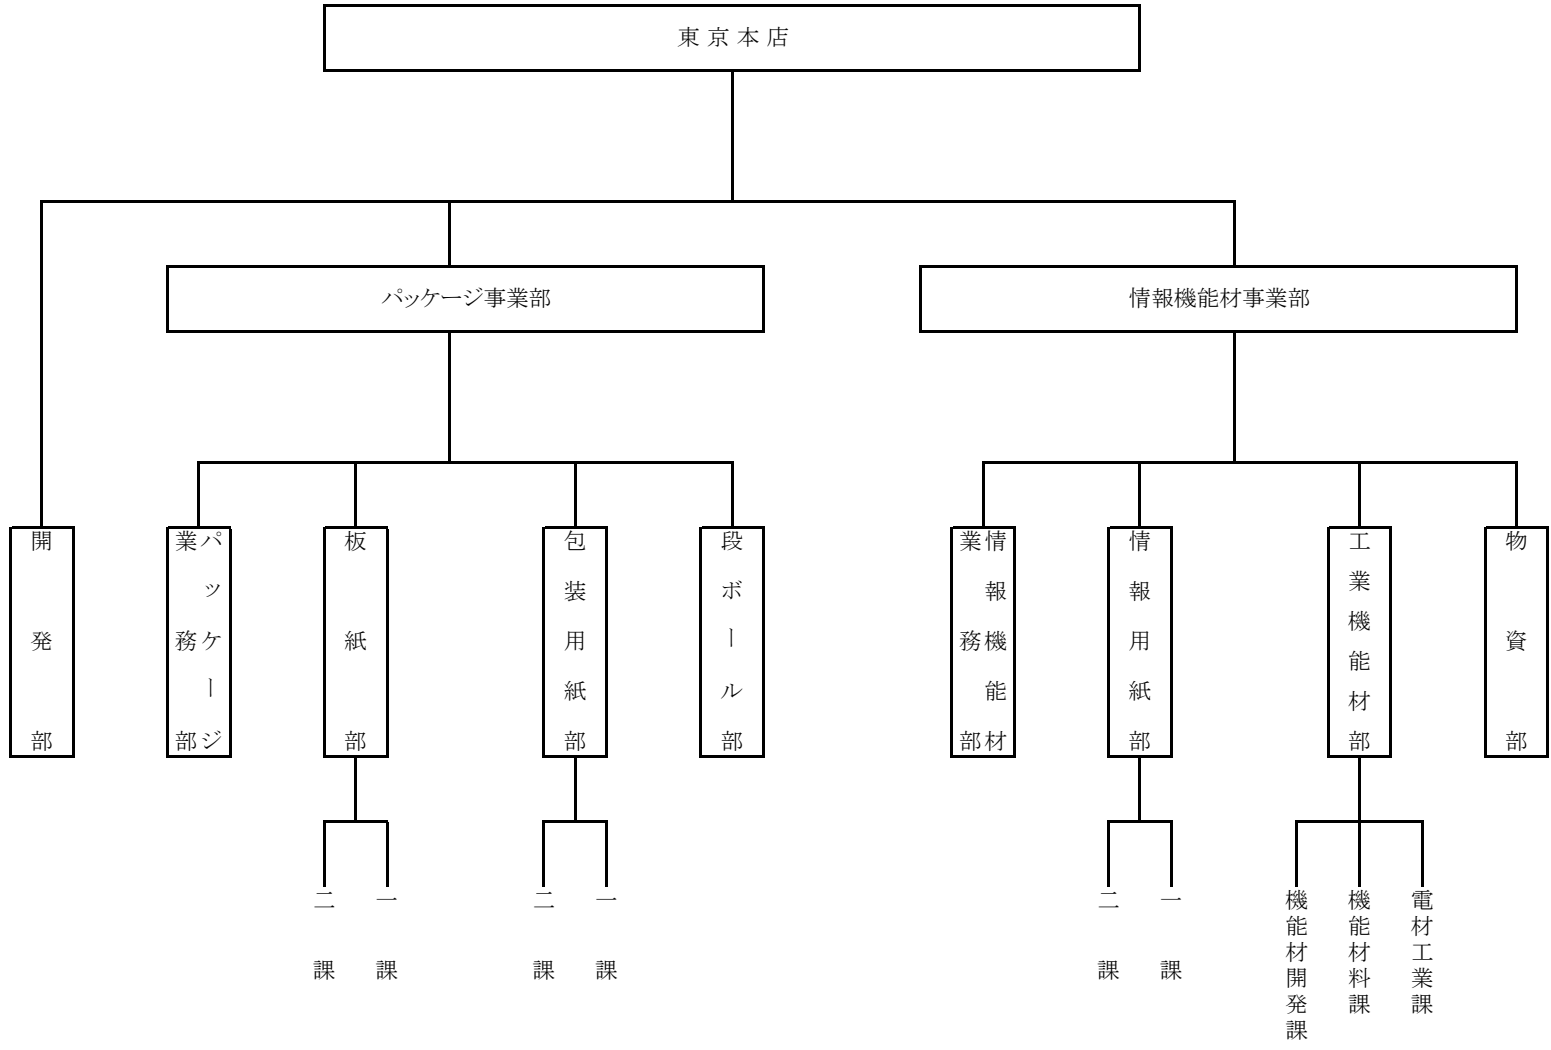 東京本店
パッケージ事業部
情報機能材事業部
開発部
パッケージ
業務部
板紙部
包装用紙部
段ボール部
情報機能材
業務部
情報用紙部
工業機能材部
物資部
二課
一課
二課
一課
二課
一課
機能材開発課
機能材料課
電材工業課